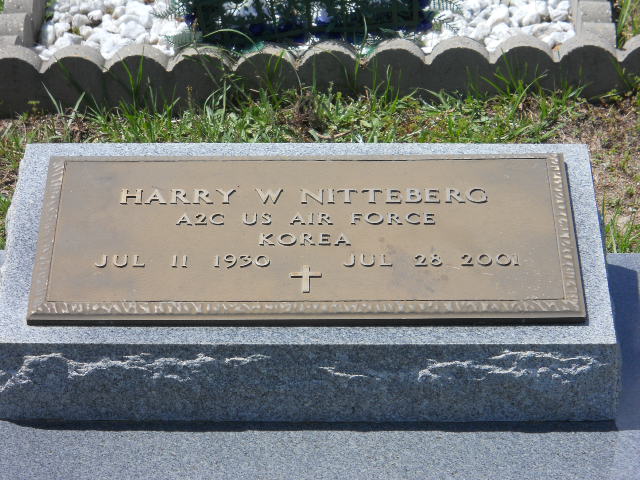 HARRY W NITTEBERG
A2C US AIR FORCE
KOREA
JUL 11 1930 JUL 28 2001